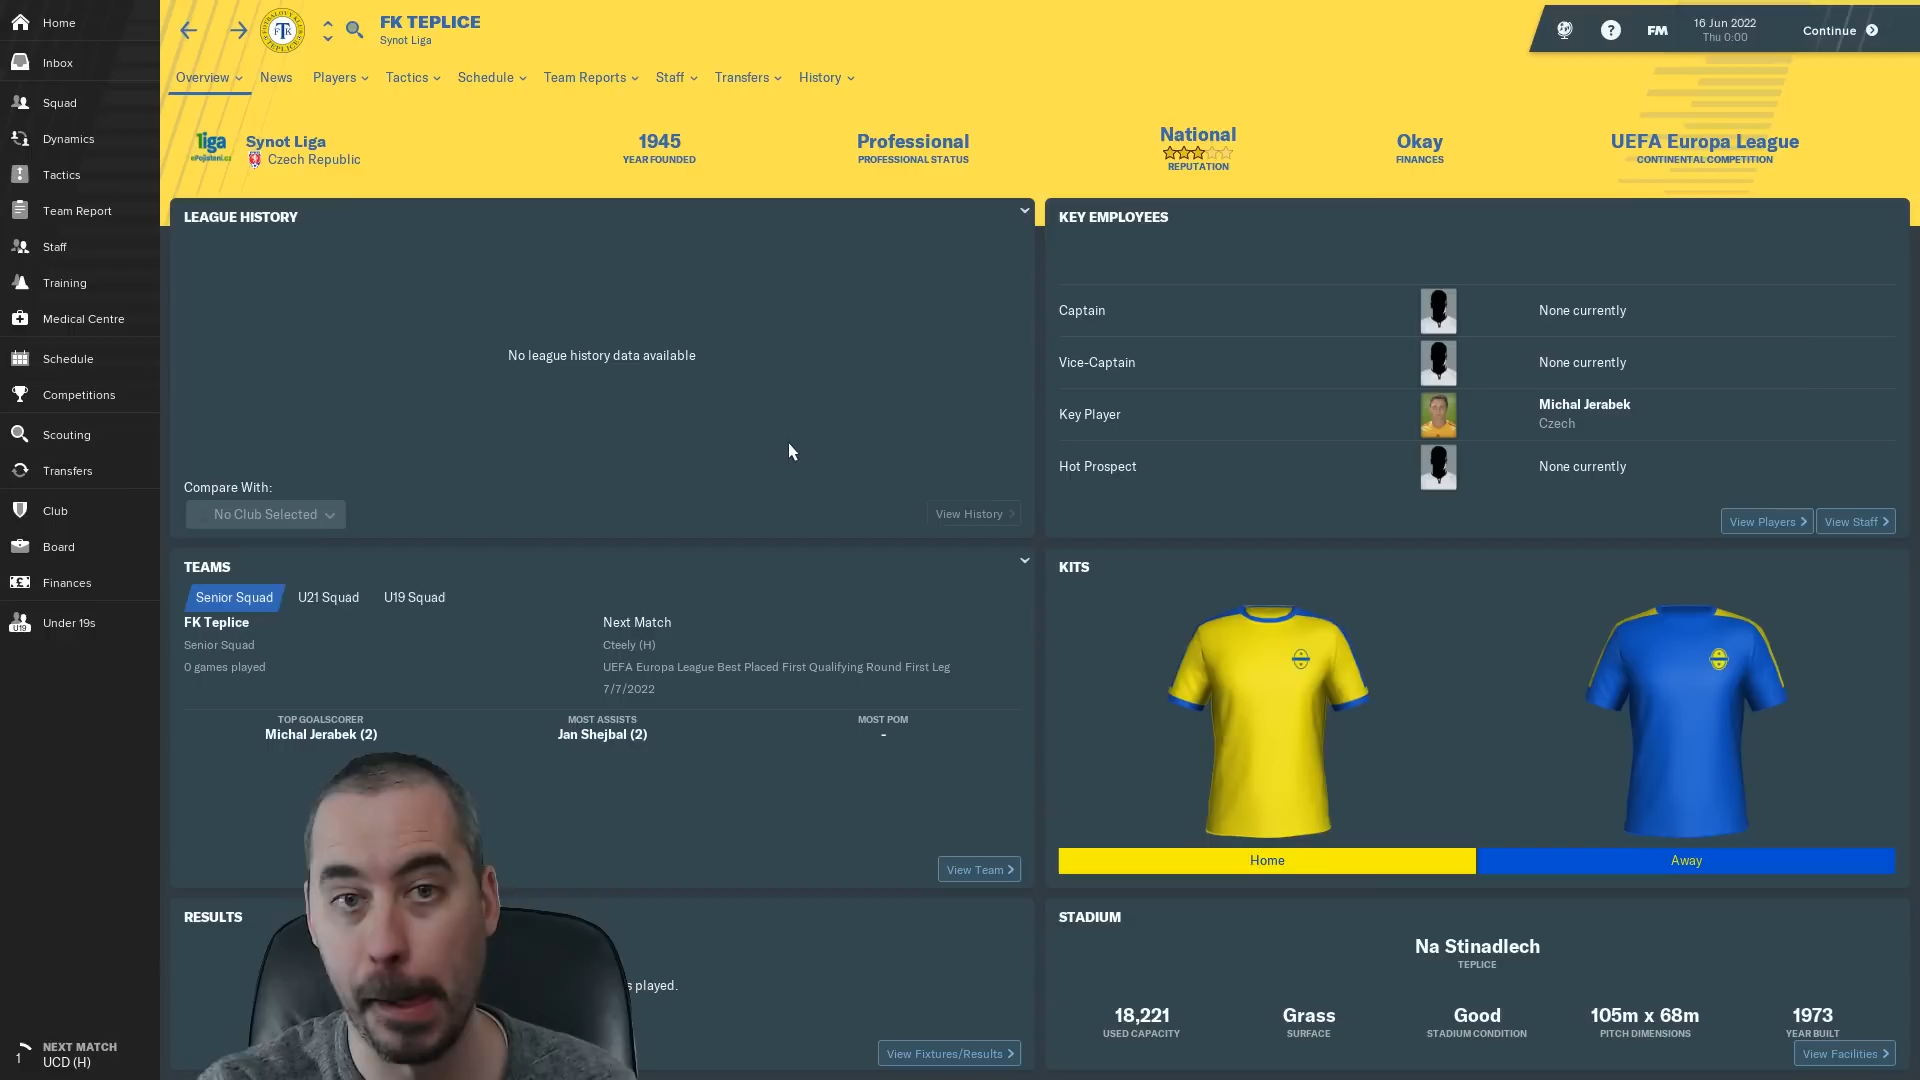 Home
Inbox
Squad
Dynamics
Tactics
Team Report
Staff
Training
Medical Centre
Schedule
Competitions
Scouting
Transfers
Club
Board
Finances
Under 19s
U19
1
NEXT MATCH
UCD (H)
FTK
FK TEPLICE
Synot Liga
?
FM
16 Jun 2022
Thu 0:00
Continue
Overview News Players Tactics Schedule Team Reports Staff Transfers History
1liga
Synot Liga
Czech Republic
1945
YEAR FOUNDED
Professional
PROFESSIONAL STATUS
National
REPUTATION
Okay
FINANCES
UEFA Europa League
CONTINENTAL COMPETITION
LEAGUE HISTORY
No league history data available
Compare With:
No Club Selected
View History
KEY EMPLOYEES
Captain None currently
Vice-Captain None currently
Key Player Michal Jerabek
Czech
Hot Prospect None currently
View Players View Staff
TEAMS
Senior Squad U21 Squad U19 Squad
FK Teplice
Senior Squad
0 games played
Next Match
Cteely (H)
UEFA Europa League Best Placed First Qualifying Round First Leg
7/7/2022
TOP GOALSCORER
Michal Jerabek (2)
MOST ASSISTS
Jan Shejbal (2)
MOST POM
-
View Team
KITS
Home Away
RESULTS
s played.
View Fixtures/Results
STADIUM
Na Stinadlech
TEPLICE
18,221
USED CAPACITY
Grass
SURFACE
Good
STADIUM CONDITION
105m x 68m
PITCH DIMENSIONS
1973
YEAR BUILT
View Facilities